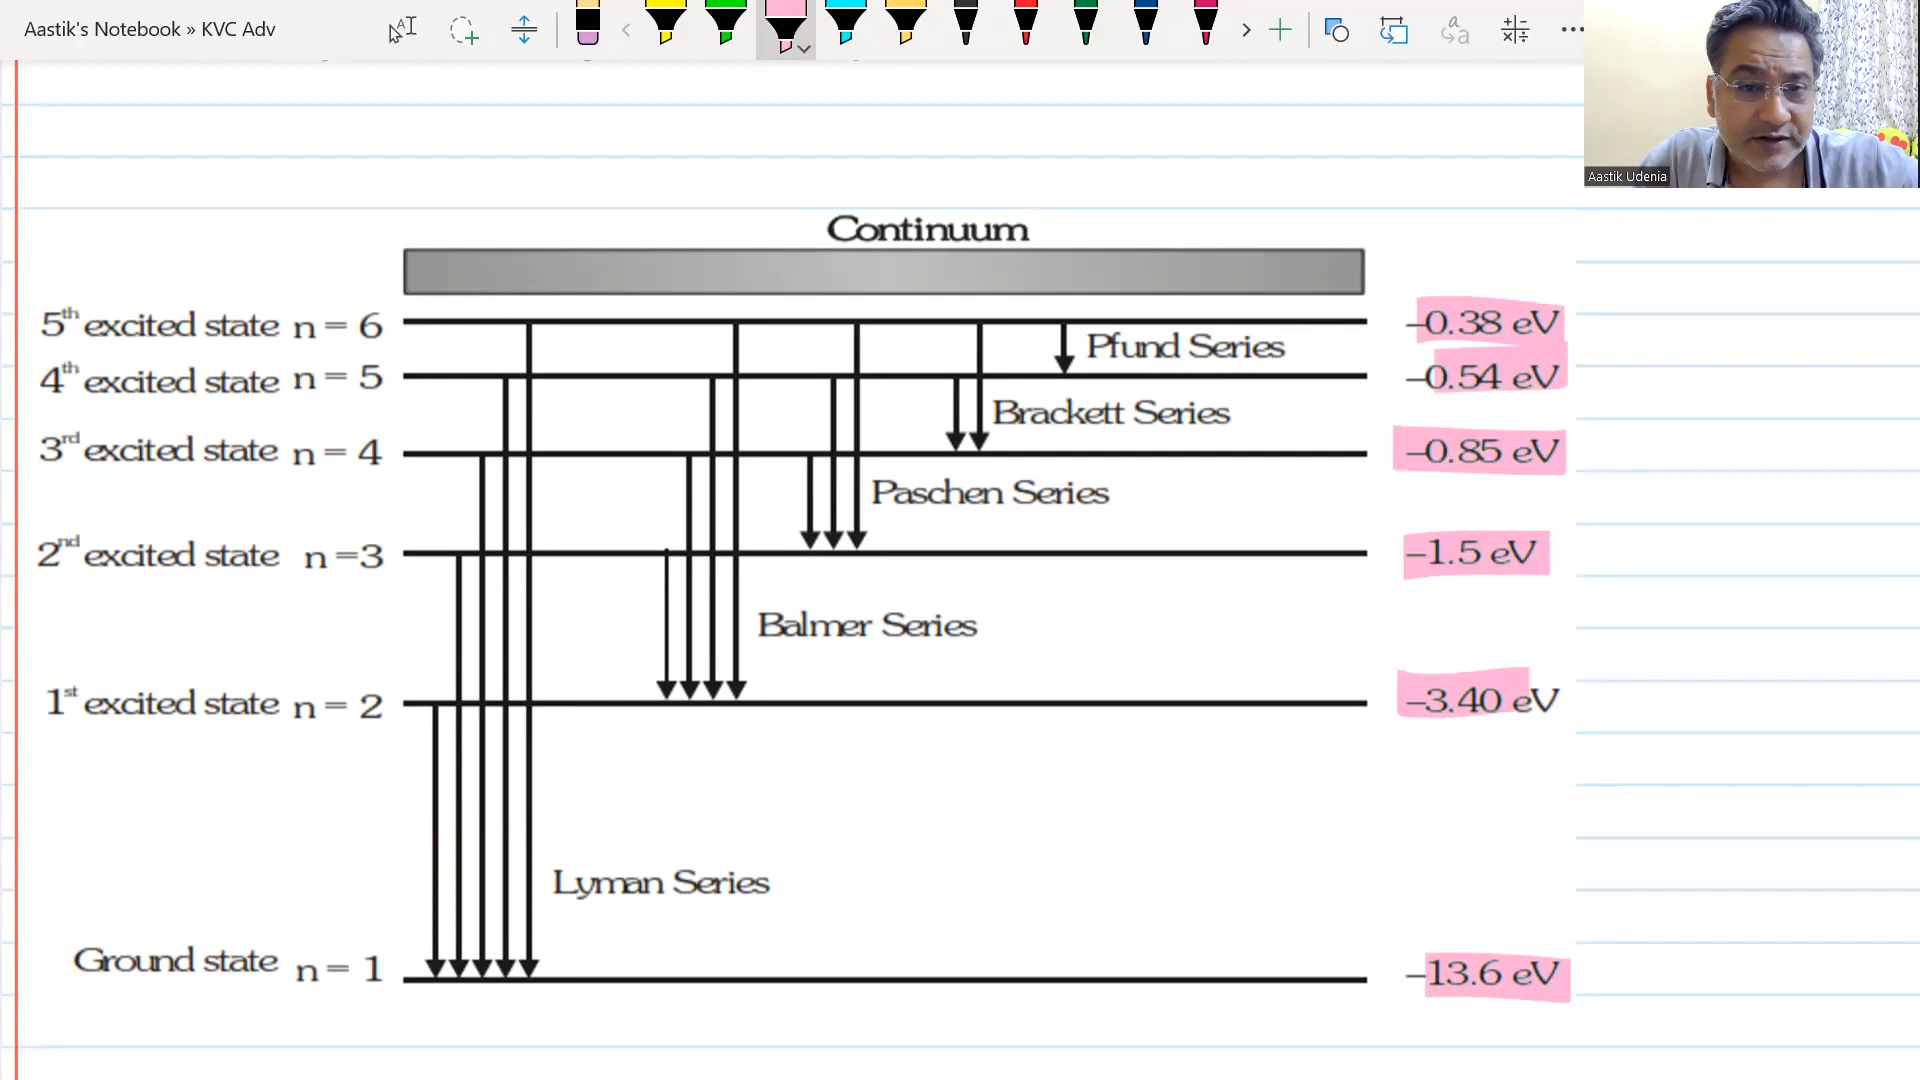 Aastik's Notebook » KVC Adv
Aastik Udenia
Continuum
5th excited state n = 6 –0.38 eV
Pfund Series
4th excited state n = 5 –0.54 eV
Brackett Series
3rd excited state n = 4 –0.85 eV
Paschen Series
2nd excited state n =3 –1.5 eV
Balmer Series
1st excited state n = 2 –3.40 eV
Lyman Series
Ground state n = 1 –13.6 eV